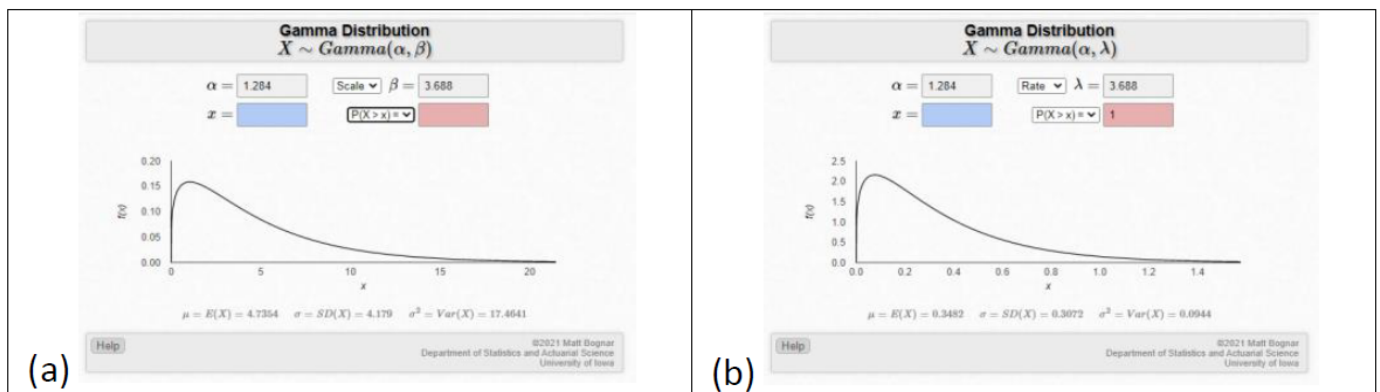 Gamma Distribution
X ∼ Gamma(α, β)
α = 1.284 Scale β = 3.688
x = P(X > x) =
0.20
0.15
0.10
0.05
0.00
f(x)
0 5 10 15 20
x
μ = E(X) = 4.7354 σ = SD(X) = 4.179 σ² = Var(X) = 17.4641
Help
©2021 Matt Bognar
Department of Statistics and Actuarial Science
University of Iowa
(a)
Gamma Distribution
X ∼ Gamma(α, λ)
α = 1.284 Rate λ = 3.688
x = P(X > x) = 1
2.5
2.0
1.5
1.0
0.5
0.0
f(x)
0.0 0.2 0.4 0.6 0.8 1.0 1.2 1.4
x
μ = E(X) = 0.3482 σ = SD(X) = 0.3072 σ² = Var(X) = 0.0944
Help
©2021 Matt Bognar
Department of Statistics and Actuarial Science
University of Iowa
(b)